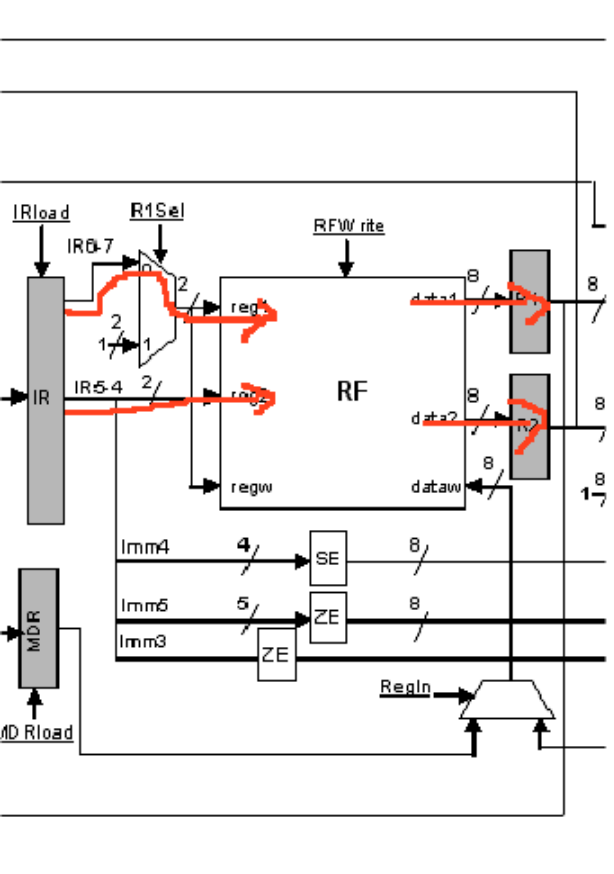 IRload
R1Sel
RFWrite
IR6-7
0
2
8
8
reg1
data1
R1
2
1
1
IR
IR5-4
2
reg2
RF
8
data2
R2
8
8
regw
dataw
8
1
Imm4
4
SE
8
Imm5
5
ZE
8
MDR
Imm3
ZE
RegIn
MDRload